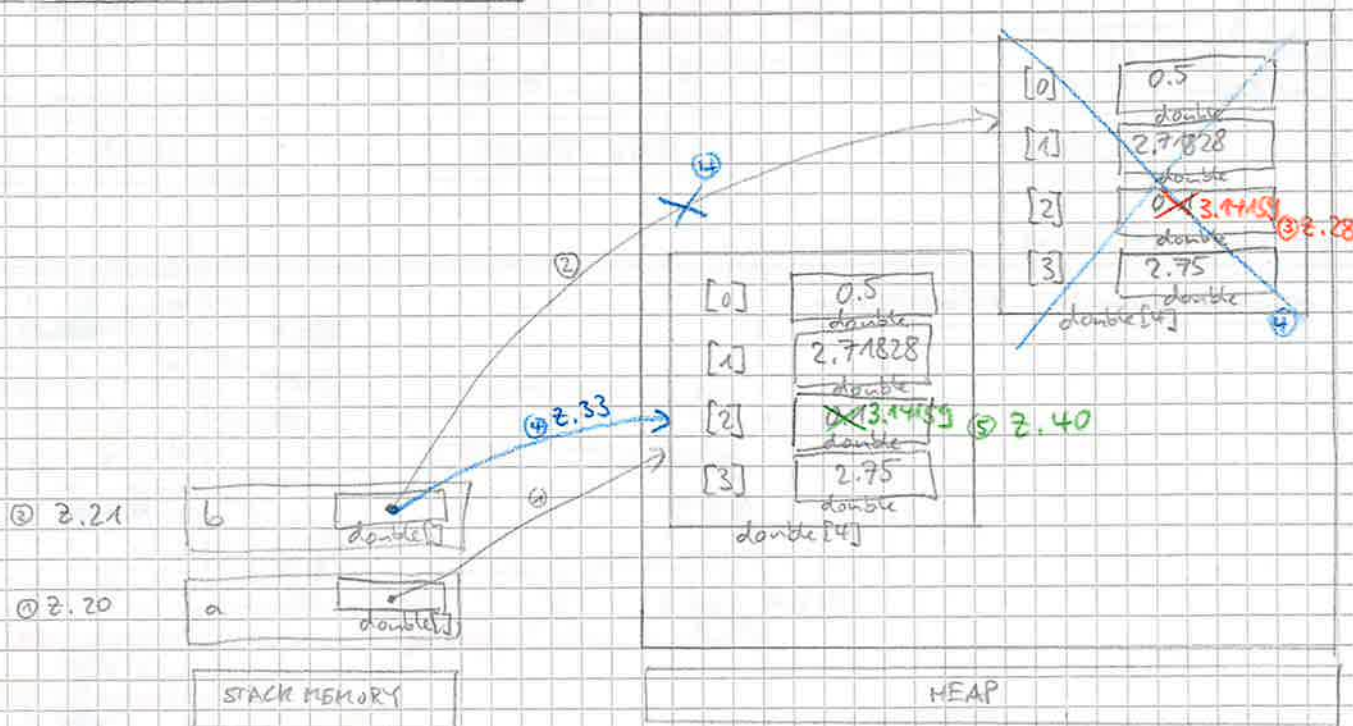 [0] 0.5
double
[1] 2.71828
double
[2] 3.14159 ③ Z.28
double
[3] 2.75
double
double[4]
④
④
②
[0] 0.5
double
[1] 2.71828
double
[2] 3.14159 ⑤ Z.40
double
[3] 2.75
double
double[4]
④ Z.33
② Z.21 b
double[]
① Z.20 a
double[]
STACK MEMORY HEAP